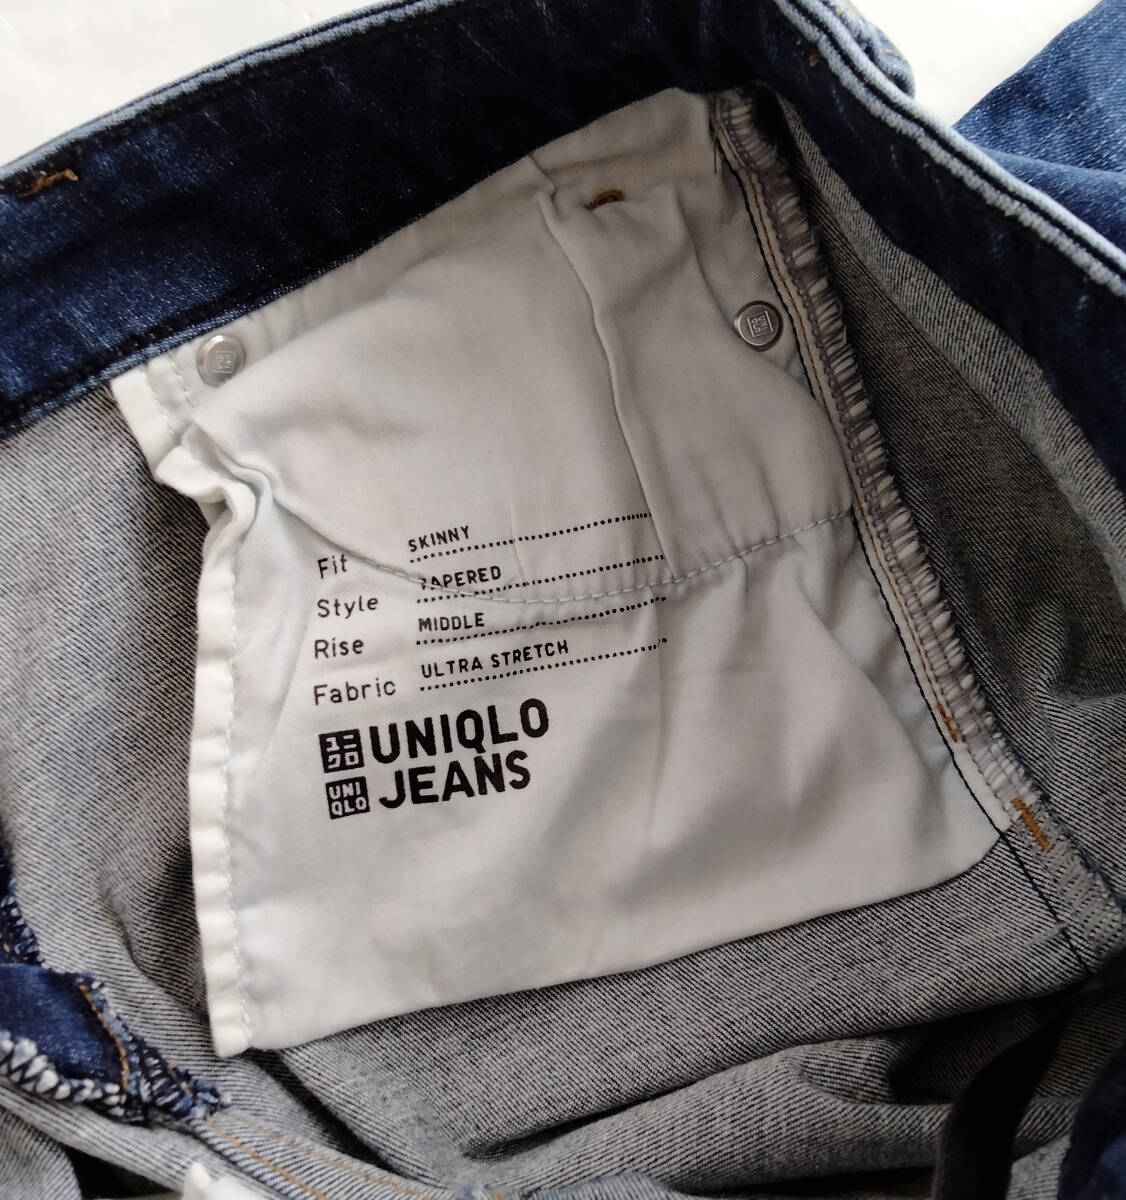 Fit SKINNY
Style TAPERED
Rise MIDDLE
Fabric ULTRA STRETCH
ユニクロ UNIQLO
UNIQLO JEANS